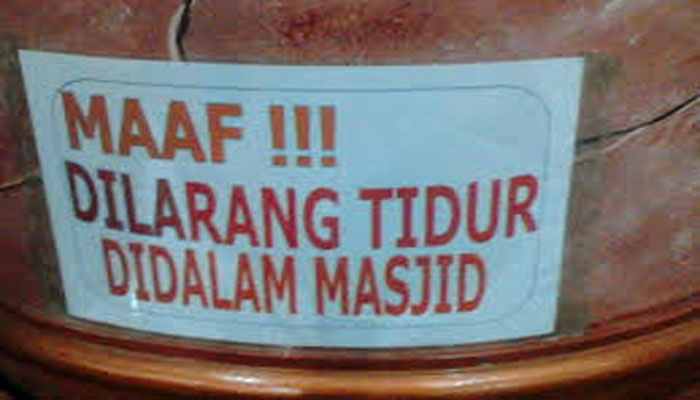 MAAF !!!
DILARANG TIDUR
DIDALAM MASJID